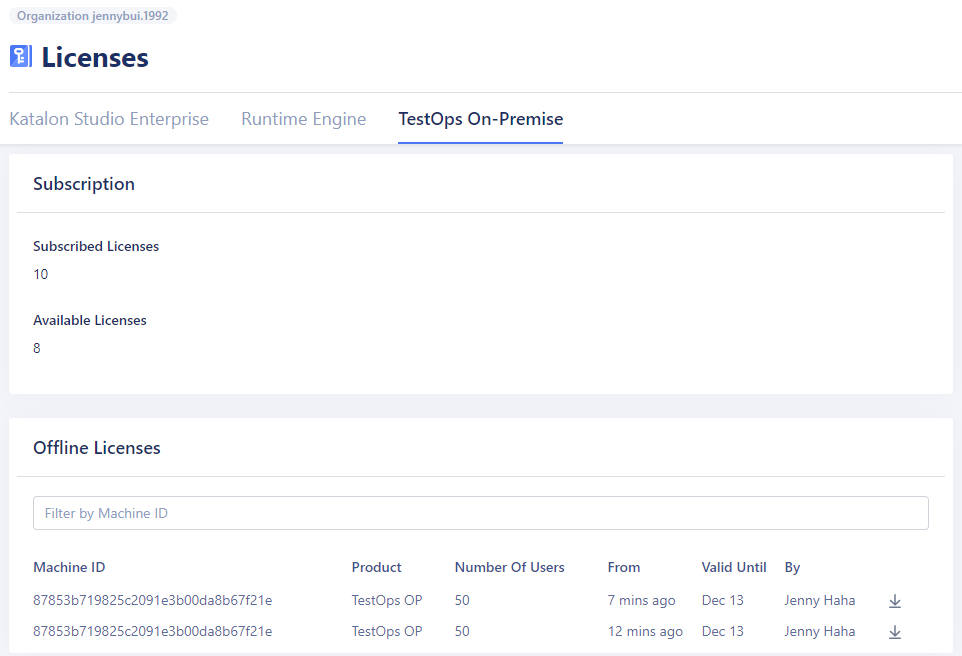 Organization jennybui.1992
Licenses
Katalon Studio Enterprise Runtime Engine TestOps On-Premise
Subscription
Subscribed Licenses
10
Available Licenses
8
Offline Licenses
Filter by Machine ID
Machine ID Product Number Of Users From Valid Until By
87853b719825c2091e3b00da8b67f21e TestOps OP 50 7 mins ago Dec 13 Jenny Haha
87853b719825c2091e3b00da8b67f21e TestOps OP 50 12 mins ago Dec 13 Jenny Haha